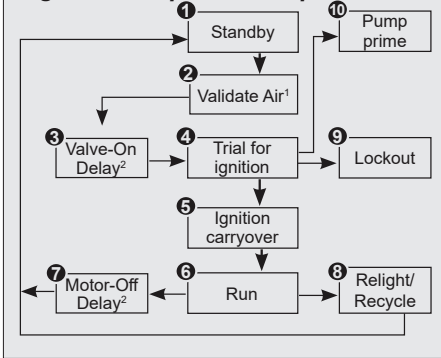 1
Standby
2
Validate Air¹
3
Valve-On
Delay²
4
Trial for
ignition
5
Ignition
carryover
6
Run
7
Motor-Off
Delay²
8
Relight/
Recycle
9
Lockout
10
Pump
prime